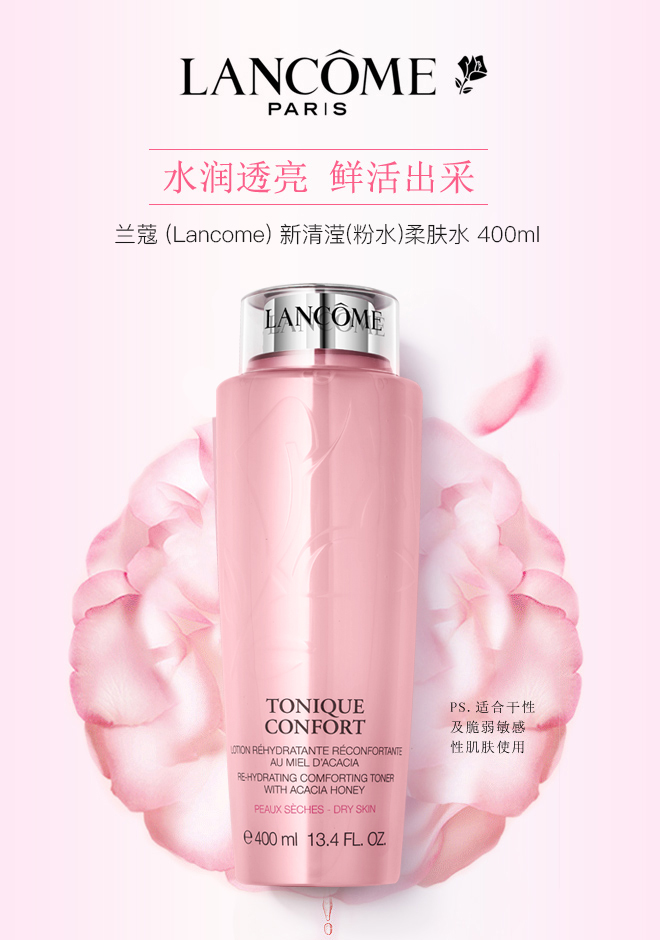 LANCÔME
PARIS
水润透亮 鲜活出采
兰蔻 (Lancome) 新清滢(粉水)柔肤水 400ml
LANCÔME
TONIQUE
CONFORT
LOTION RÉHYDRATANTE RÉCONFORTANTE
AU MIEL D'ACACIA
RE-HYDRATING COMFORTING TONER
WITH ACACIA HONEY
PEAUX SÈCHES - DRY SKIN
e400 ml 13.4 FL. OZ.
PS. 适合干性
及脆弱敏感
性肌肤使用